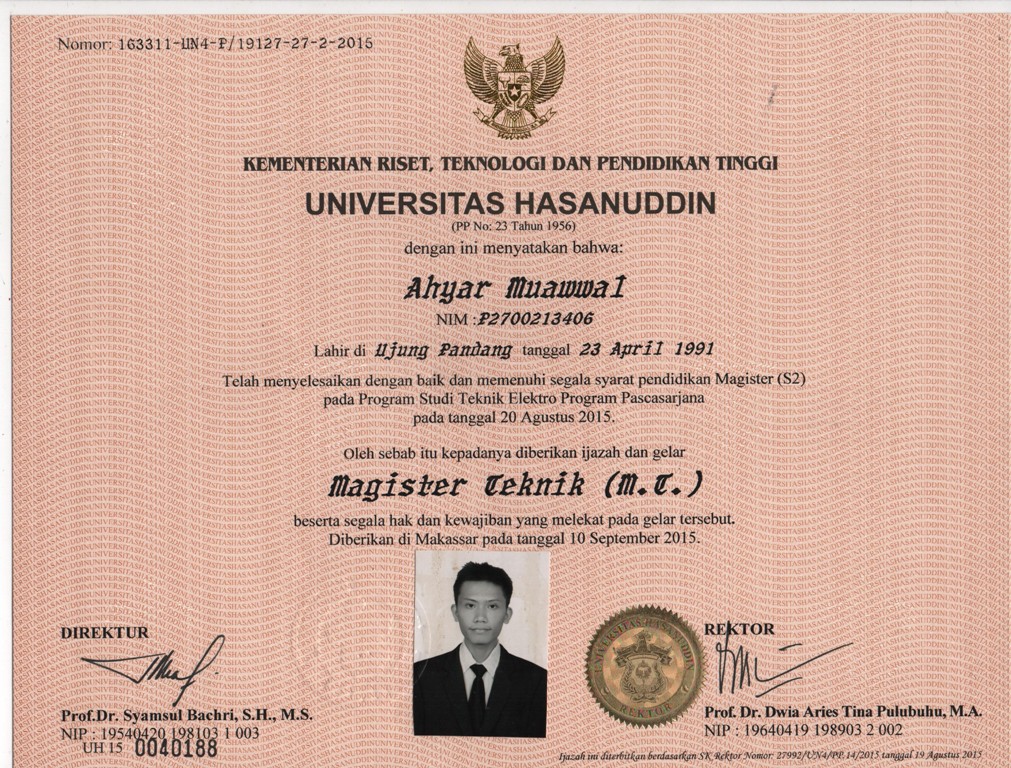 Nomor: 163311-UN4-P/19127-27-2-2015
KEMENTERIAN RISET, TEKNOLOGI DAN PENDIDIKAN TINGGI
UNIVERSITAS HASANUDDIN
(PP No: 23 Tahun 1956)
dengan ini menyatakan bahwa:
Ahyar Muawwal
NIM :P2700213406
Lahir di Ujung Pandang tanggal 23 April 1991
Telah menyelesaikan dengan baik dan memenuhi segala syarat pendidikan Magister (S2)
pada Program Studi Teknik Elektro Program Pascasarjana
pada tanggal 20 Agustus 2015.
Oleh sebab itu kepadanya diberikan ijazah dan gelar
Magister Teknik (M.T.)
beserta segala hak dan kewajiban yang melekat pada gelar tersebut.
Diberikan di Makassar pada tanggal 10 September 2015.
DIREKTUR
Prof.Dr. Syamsul Bachri, S.H., M.S.
NIP : 19540420 198103 1 003
UH 15 0040188
UNIVERSITAS HASANUDDIN
REKTOR
REKTOR
Prof. Dr. Dwia Aries Tina Pulubuhu, M.A.
NIP : 19640419 198903 2 002
Ijazah ini diterbitkan berdasarkan SK Rektor Nomor: 27992/UN4/PP.14/2015 tanggal 19 Agustus 2015